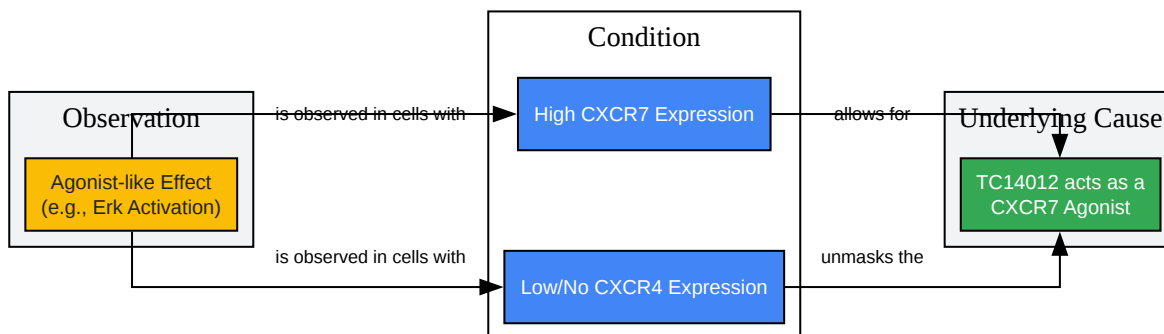 Condition
Observation
is observed in cells with
High CXCR7 Expression
allows for
Underlying Cause
Agonist-like Effect
(e.g., Erk Activation)
TC14012 acts as a
CXCR7 Agonist
is observed in cells with
Low/No CXCR4 Expression
unmasks the